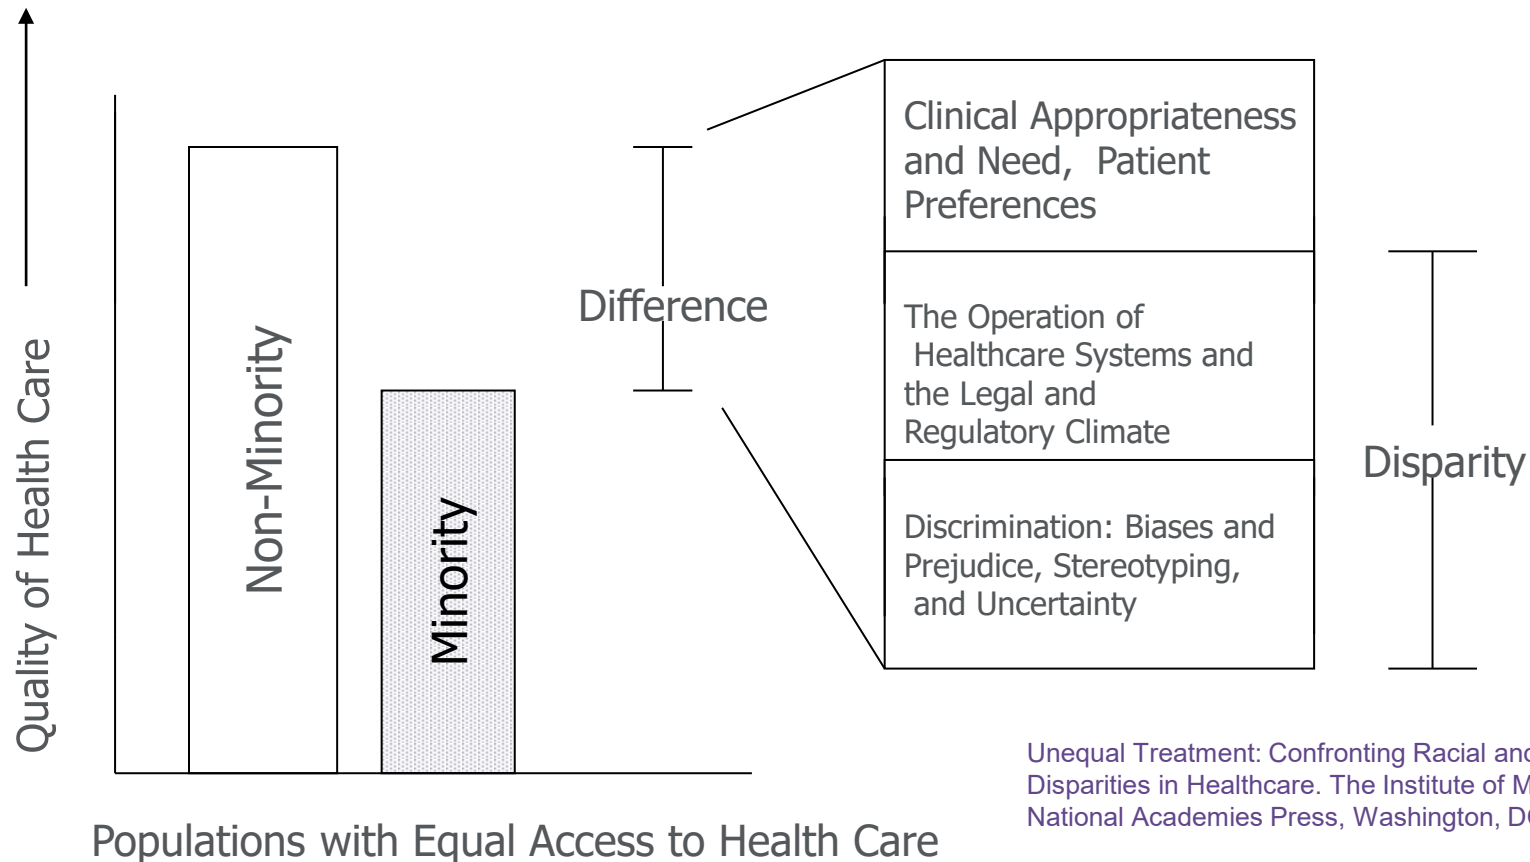 Quality of Health Care
Non-Minority
Minority
Difference
Clinical Appropriateness
and Need, Patient
Preferences
The Operation of
Healthcare Systems and
the Legal and
Regulatory Climate
Discrimination: Biases and
Prejudice, Stereotyping,
and Uncertainty
Disparity
Populations with Equal Access to Health Care
Unequal Treatment: Confronting Racial and
Disparities in Healthcare. The Institute of
National Academies Press, Washington,